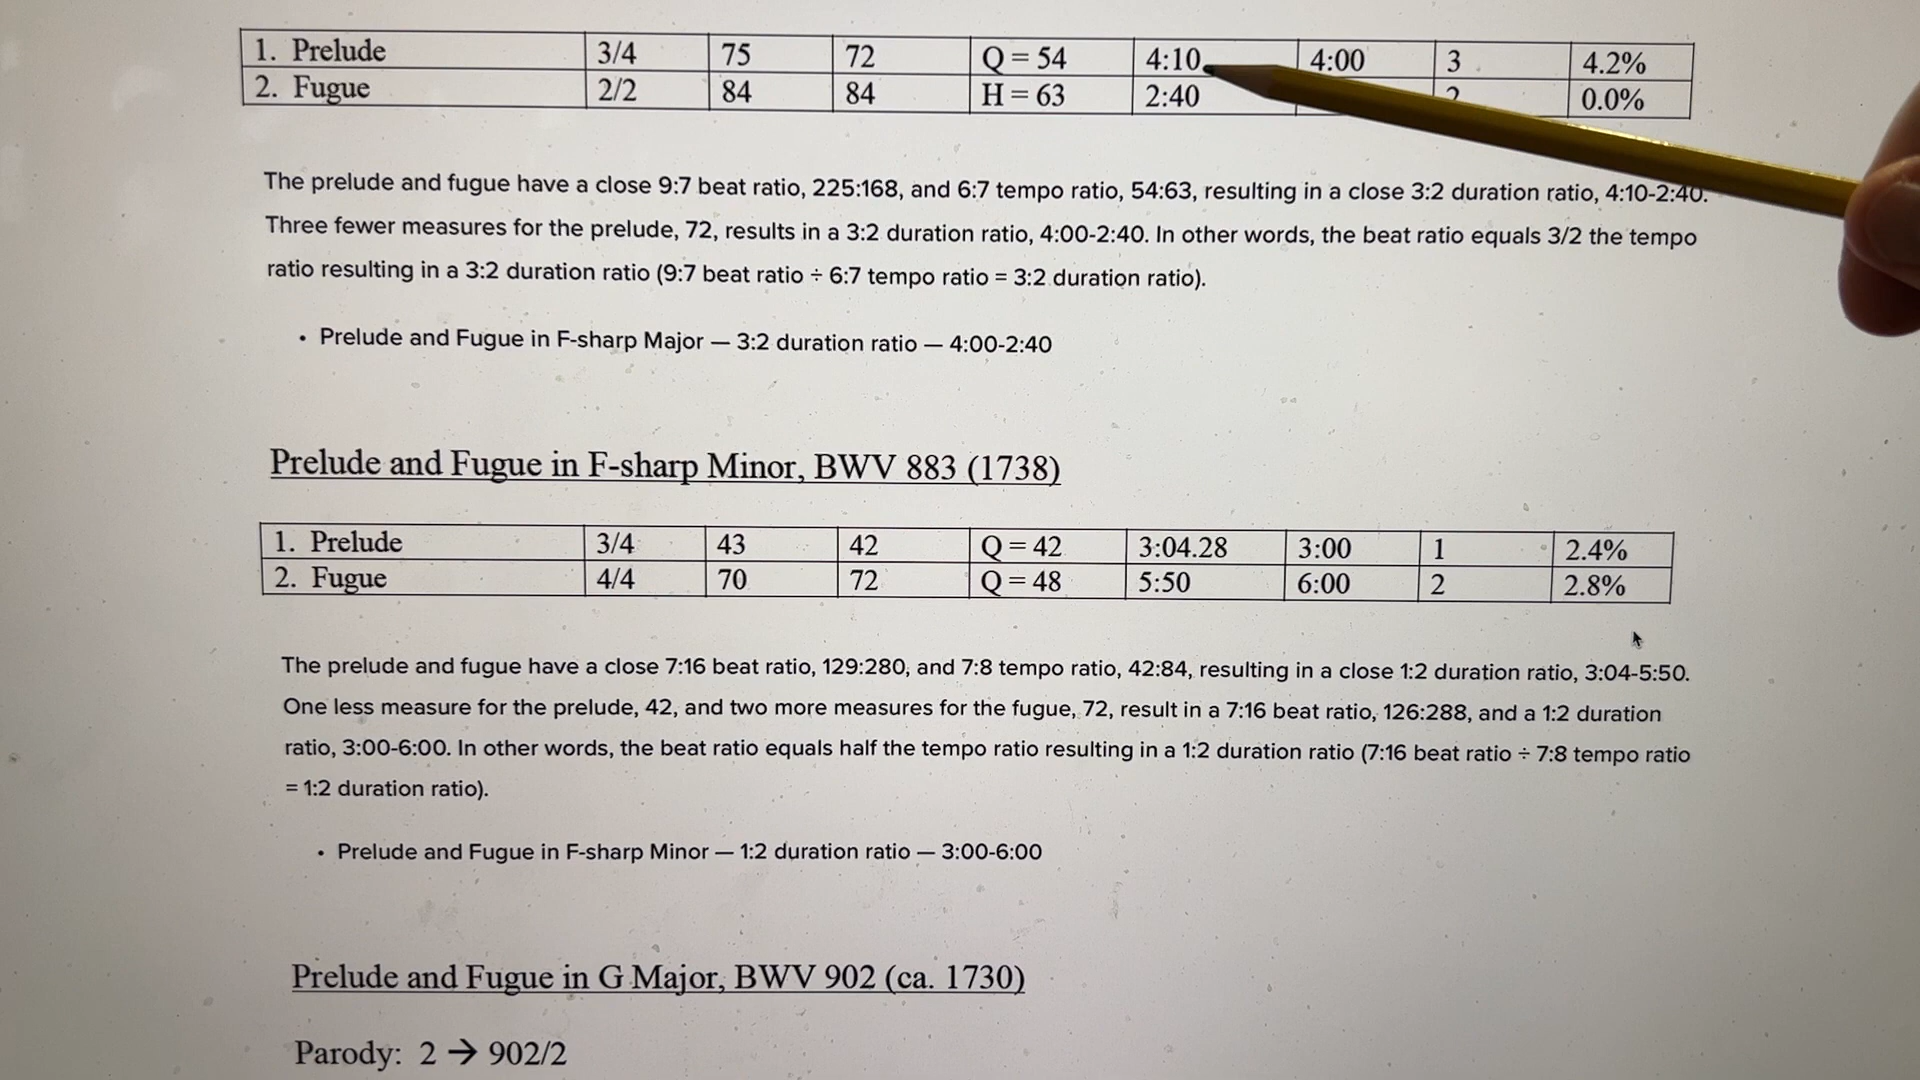 1. Prelude 3/4 75 72 Q = 54 4:10 4:00 3 4.2%
2. Fugue 2/2 84 84 H = 63 2:40 0.0%
The prelude and fugue have a close 9:7 beat ratio, 225:168, and 6:7 tempo ratio, 54:63, resulting in a close 3:2 duration ratio, 4:10-2:40.
Three fewer measures for the prelude, 72, results in a 3:2 duration ratio, 4:00-2:40. In other words, the beat ratio equals 3/2 the tempo
ratio resulting in a 3:2 duration ratio (9:7 beat ratio ÷ 6:7 tempo ratio = 3:2 duration ratio).
• Prelude and Fugue in F-sharp Major — 3:2 duration ratio — 4:00-2:40
Prelude and Fugue in F-sharp Minor, BWV 883 (1738)
1. Prelude 3/4 43 42 Q = 42 3:04.28 3:00 1 2.4%
2. Fugue 4/4 70 72 Q = 48 5:50 6:00 2 2.8%
The prelude and fugue have a close 7:16 beat ratio, 129:280, and 7:8 tempo ratio, 42:84, resulting in a close 1:2 duration ratio, 3:04-5:50.
One less measure for the prelude, 42, and two more measures for the fugue, 72, result in a 7:16 beat ratio, 126:288, and a 1:2 duration
ratio, 3:00-6:00. In other words, the beat ratio equals half the tempo ratio resulting in a 1:2 duration ratio (7:16 beat ratio ÷ 7:8 tempo ratio
= 1:2 duration ratio).
• Prelude and Fugue in F-sharp Minor — 1:2 duration ratio — 3:00-6:00
Prelude and Fugue in G Major, BWV 902 (ca. 1730)
Parody: 2 → 902/2